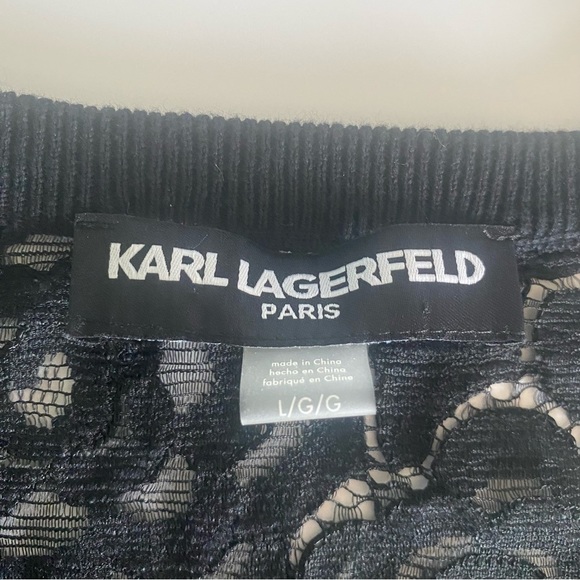 KARL LAGERFELD
PARIS
made in China
hecho en China
fabriqué en Chine
L/G/G